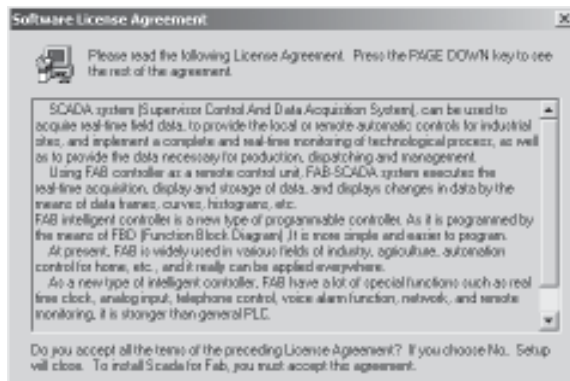 Software License Agreement
Please read the following License Agreement. Press the PAGE DOWN key to see
the rest of the agreement.
SCADA system (Supervisor Control And Data Acquisition System), can be used to
acquire real-time field data, to provide the local or remote automatic controls for industrial
sites, and implement a complete and real-time monitoring of technological process, as well
as to provide the data necessary for production, dispatching and management.
Using FAB controller as a remote control unit, FAB-SCADA system executes the
real-time acquisition, display and storage of data, and displays changes in data by the
means of data frames, curves, histograms, etc.
FAB intelligent controller is a new type of programmable controller. As it is programmed by
the means of FBD (Function Block Diagram) ,It is more simple and easier to program.
At present, FAB is widely used in various fields of industry, agriculture, automation
control for home, etc., and it really can be applied everywhere.
As a new type of intelligent controller, FAB have a lot of special functions such as real
time clock, analog input, telephone control, voice alarm function, network, and remote
monitoring, it is stronger than general PLC.
Do you accept all the terms of the preceding License Agreement? If you choose No, Setup
will close. To install Scada for Fab, you must accept this agreement.